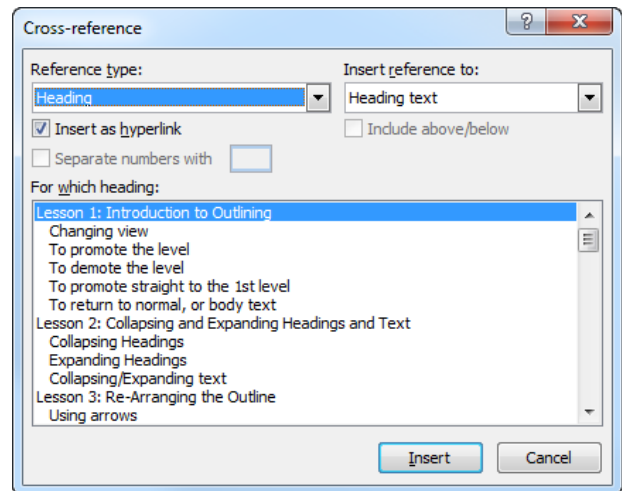 Cross-reference
Reference type:
Insert reference to:
Heading
Heading text
Insert as hyperlink
Include above/below
Separate numbers with
For which heading:
Lesson 1: Introduction to Outlining
Changing view
To promote the level
To demote the level
To promote straight to the 1st level
To return to normal, or body text
Lesson 2: Collapsing and Expanding Headings and Text
Collapsing Headings
Expanding Headings
Collapsing/Expanding text
Lesson 3: Re-Arranging the Outline
Using arrows
Insert
Cancel